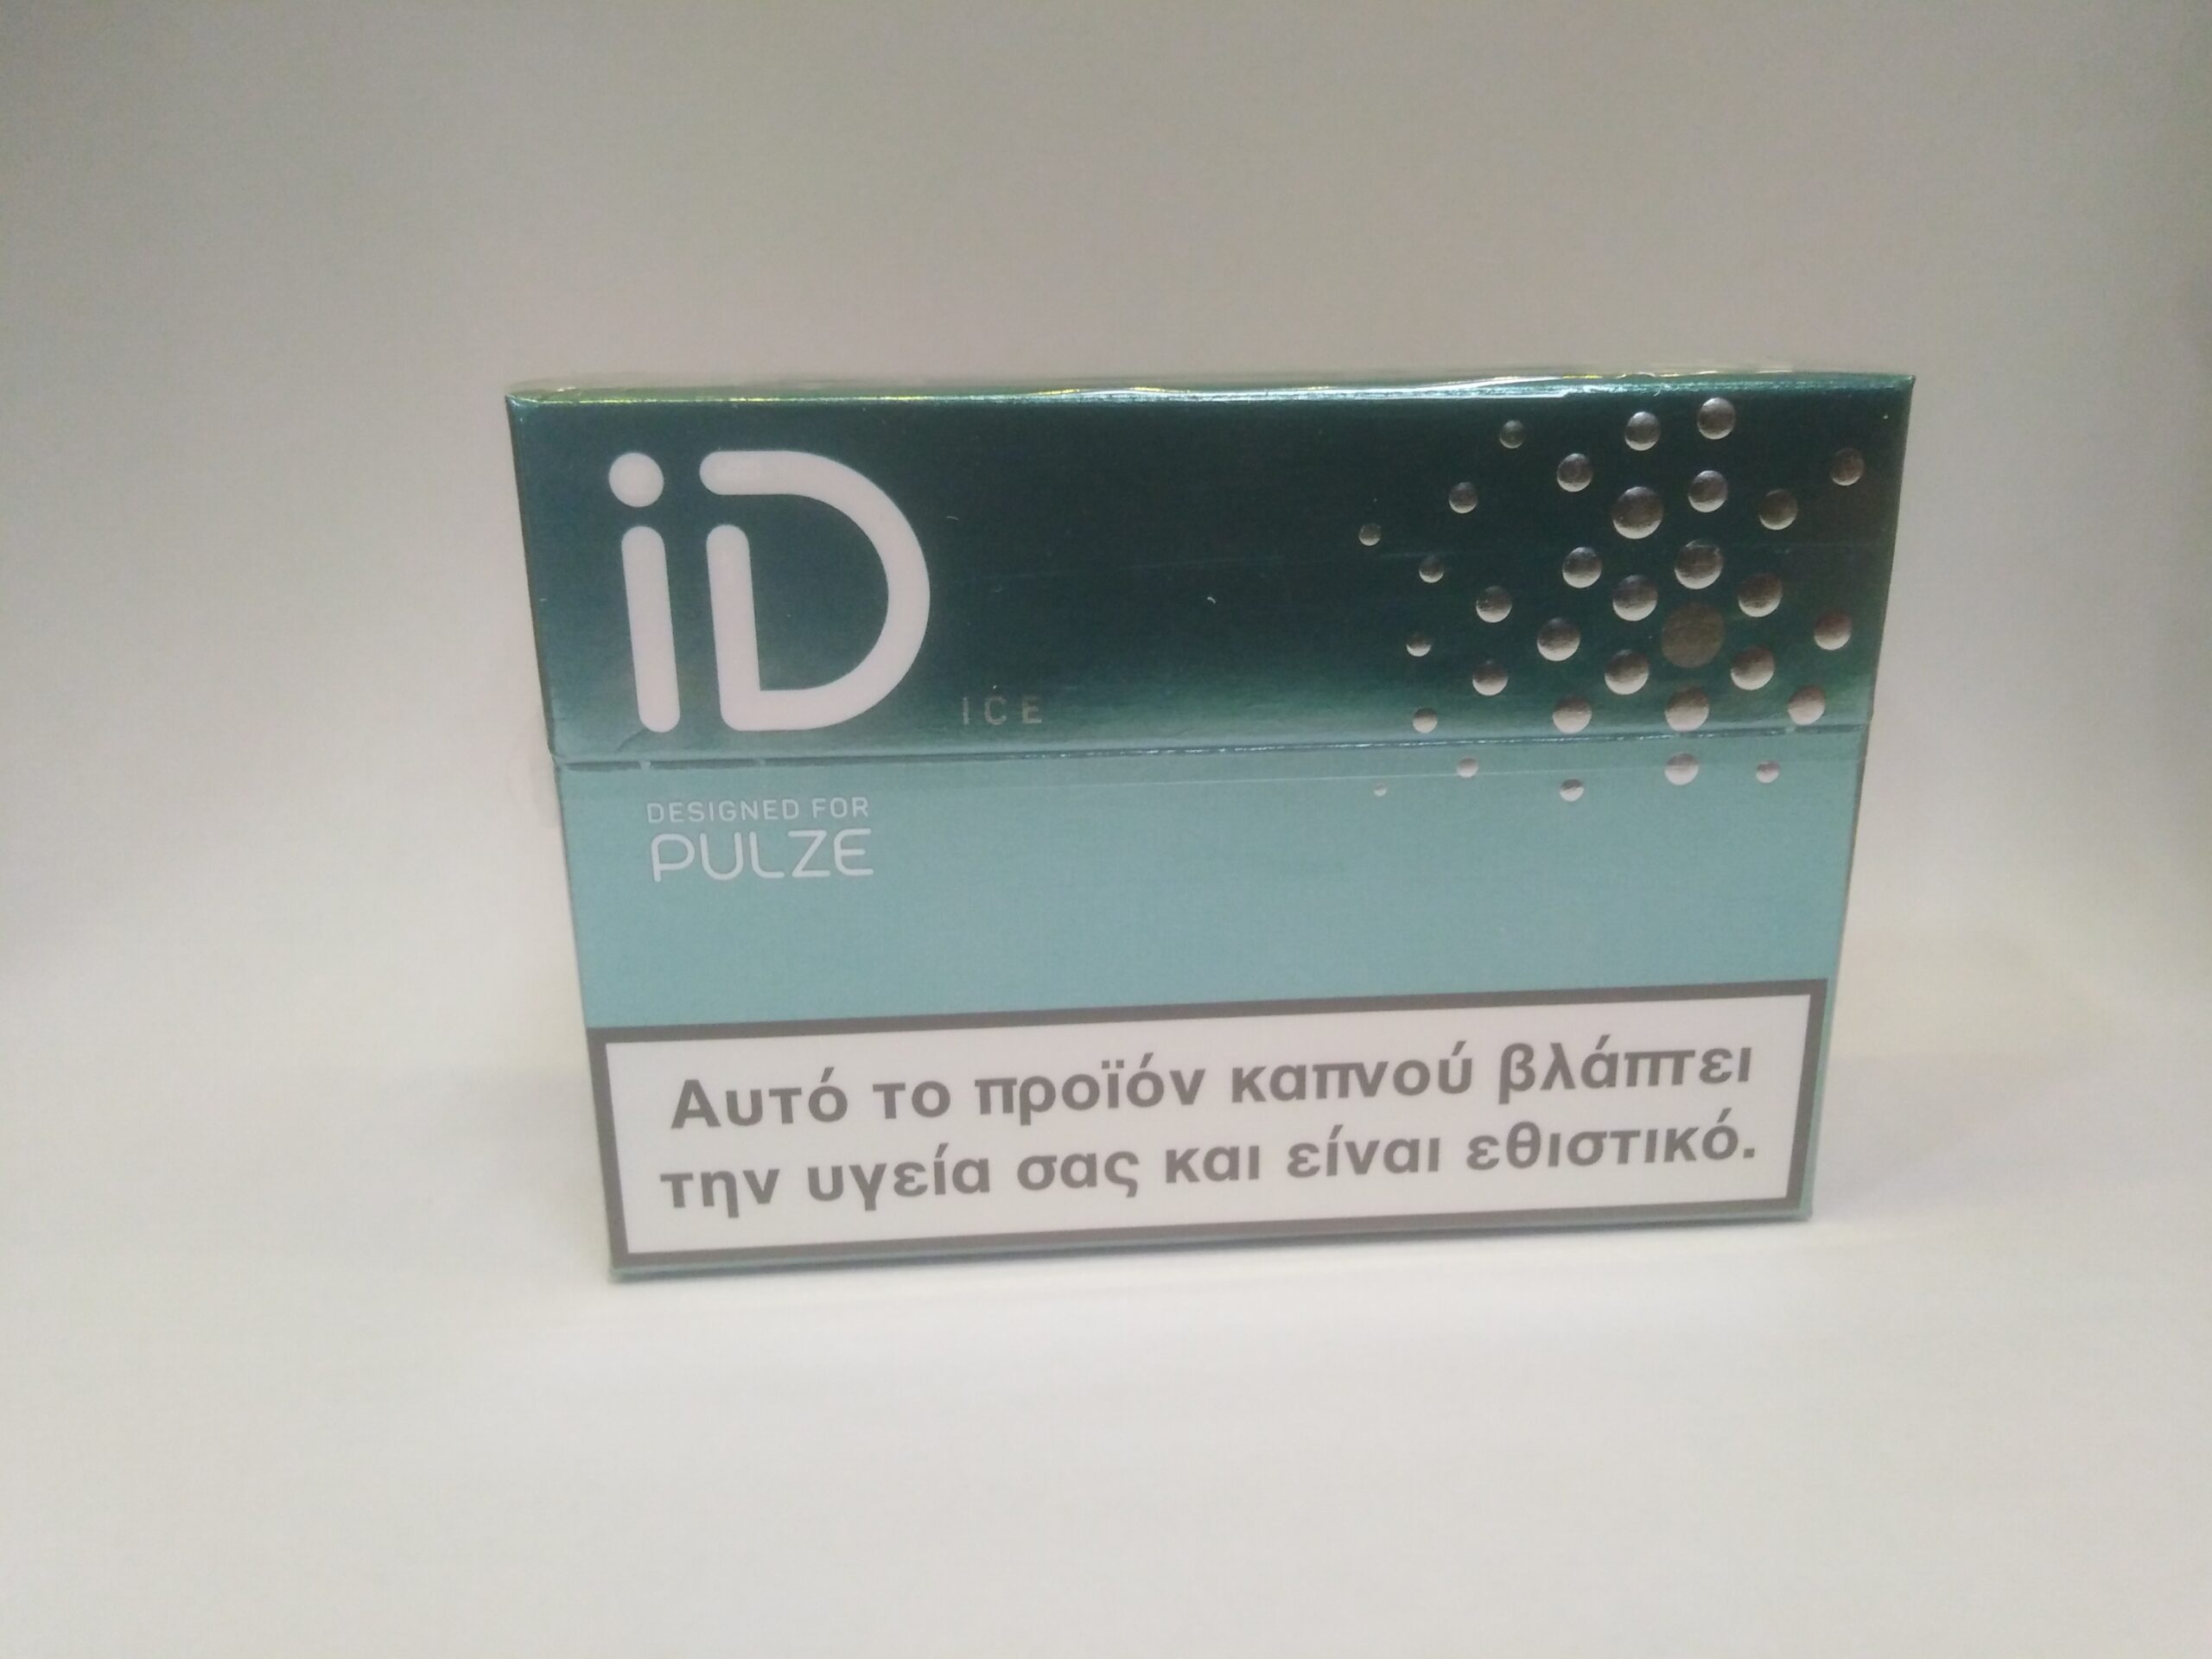 iD
ICE
DESIGNED FOR
PULZE
Αυτό το προϊόν καπνού βλάπτει
την υγεία σας και είναι εθιστικό.